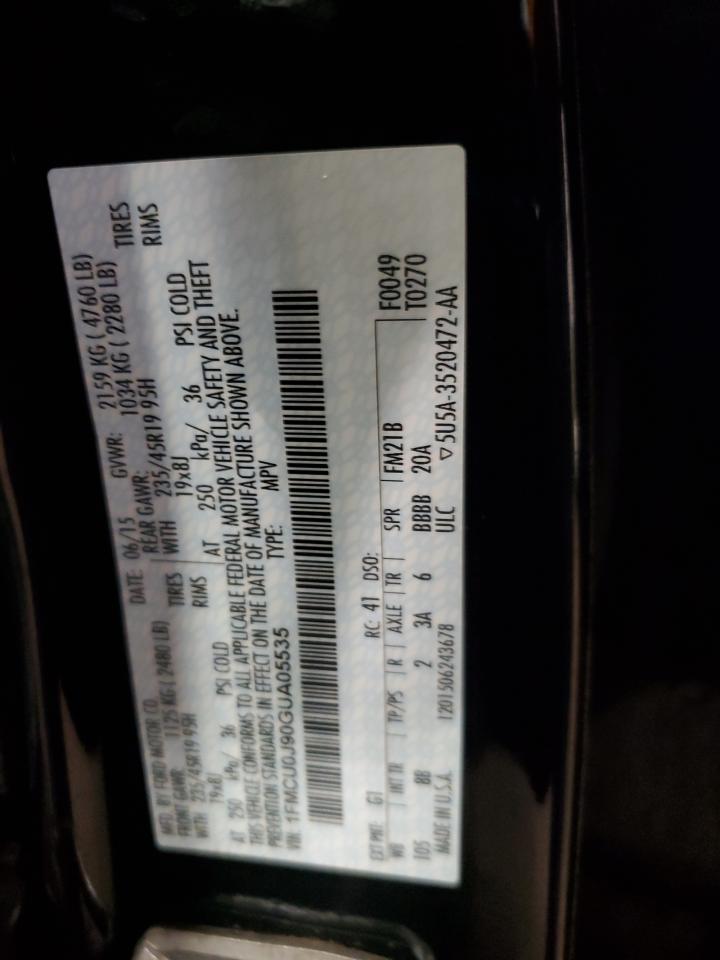 MFD. BY FORD MOTOR CO. DATE: 06/15 GVWR: 2159 KG ( 4760 LB)
FRONT GAWR: 1125 KG ( 2480 LB) REAR GAWR: 1034 KG ( 2280 LB)
WITH 235/45R19 95H TIRES WITH 235/45R19 95H TIRES
19x8J RIMS 19x8J RIMS
AT 250 kPa/ 36 PSI COLD AT 250 kPa/ 36 PSI COLD
THIS VEHICLE CONFORMS TO ALL APPLICABLE FEDERAL MOTOR VEHICLE SAFETY AND THEFT
PREVENTION STANDARDS IN EFFECT ON THE DATE OF MANUFACTURE SHOWN ABOVE.
VIN: 1FMCU0J90GUA05535 TYPE: MPV
EXT PNT: G1 RC: 41 DSO: F0049
WB INT TR TP/PS R AXLE TR SPR FM21B T0270
105 BB 2 3A 6 BBBB 20A
MADE IN U.S.A. 1201506243678 ULC ▽5U5A-3520472-AA